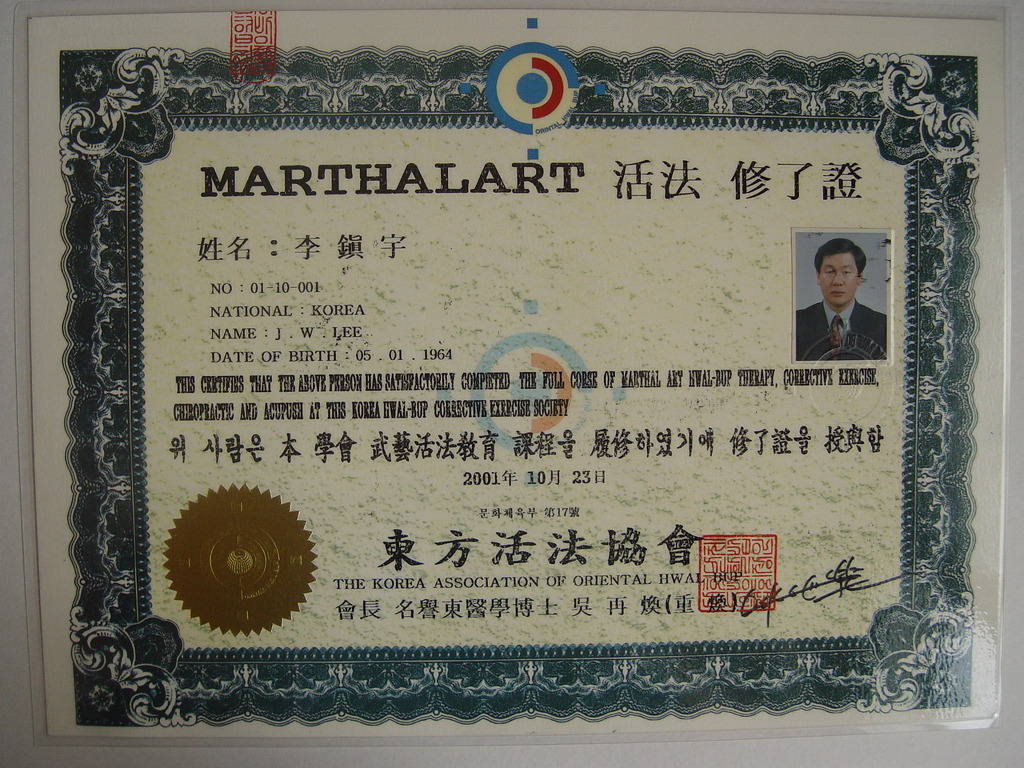 MARTHALART 活法 修了證
姓名 : 李鎭宇
NO : 01-10-001
NATIONAL : KOREA
NAME : J . W . LEE
DATE OF BIRTH : 05 . 01 . 1964
THIS CERTIFIES THAT THE ABOVE PERSON HAS SATISFACTORILY COMPIETED THE FULL CORSE OF MARTHAL ART HWAL-BUP THERAPY, CORRECTIVE EXERCISE,
CHIROPRACTIC AND ACUPUSH AT THIS KOREA HWAL-BUP CORRECTIVE EXERCISE SOCIETY
위 사람은 本 學會 武藝活法敎育 課程을 履修하였기에 修了證을 授與함
2001年 10月 23日
문화체육부 第17號
東方活法協會
THE KOREA ASSOCIATION OF ORIENTAL HWAL BUP
會長 名譽東醫學博士 吳再煥(重煥)